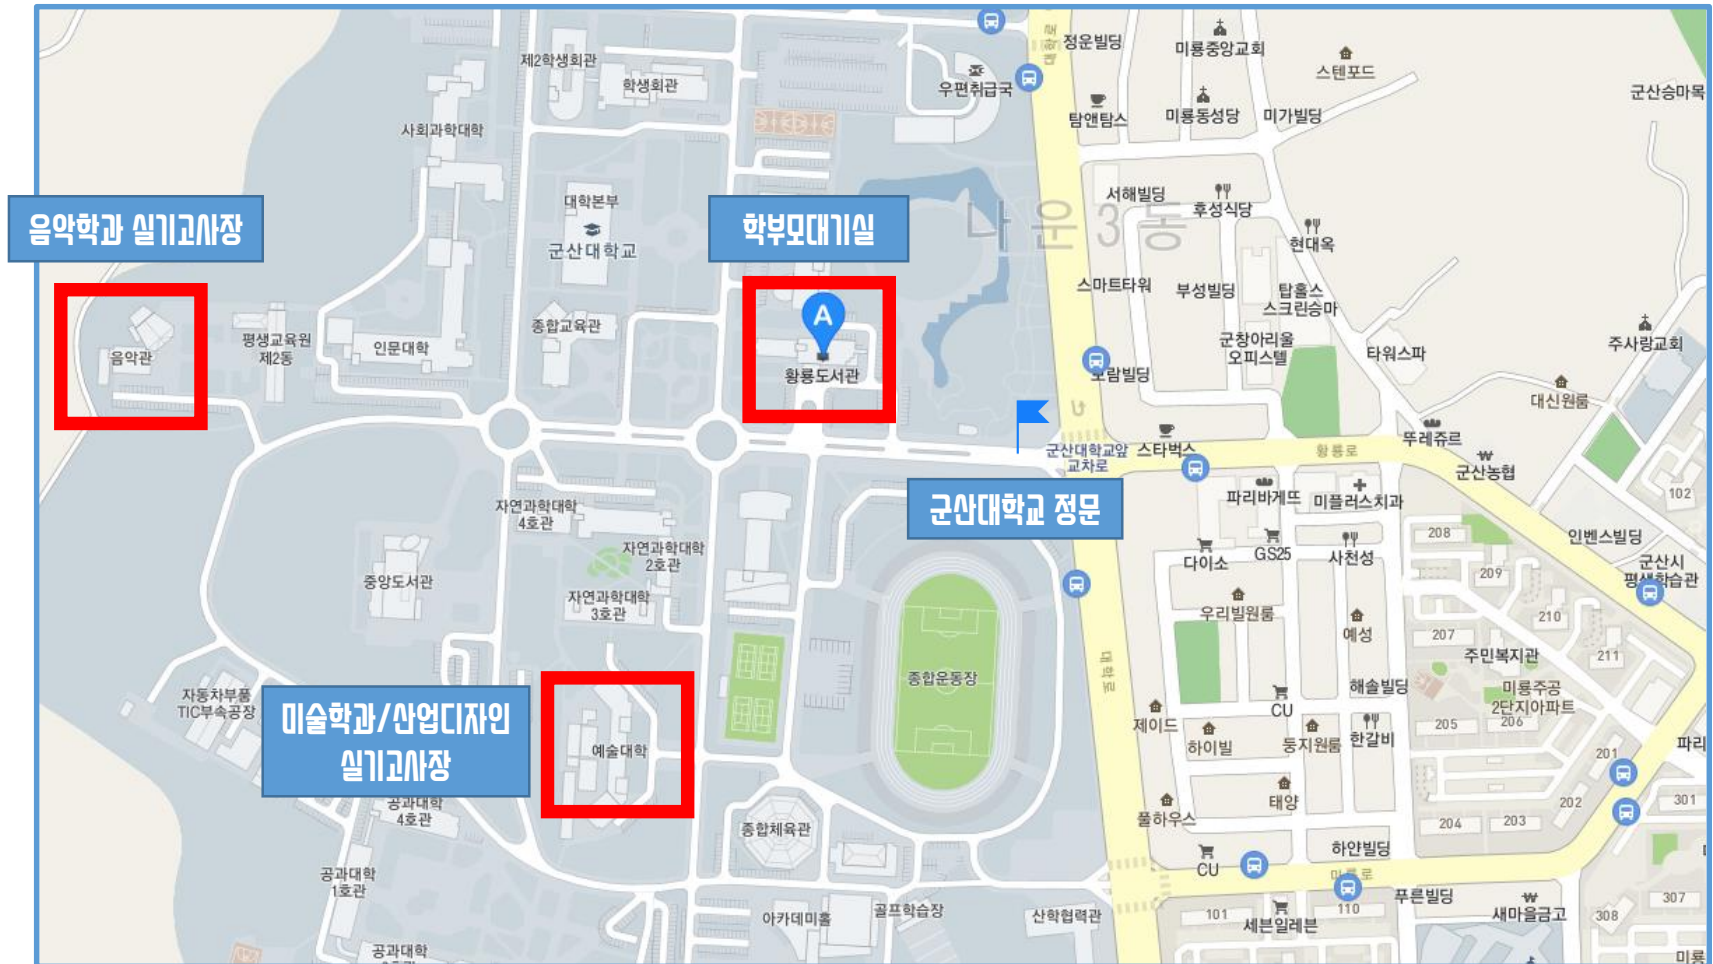 정운빌딩
미룡중앙교회
스텐포드
제2학생회관
학생회관
우편취급국
대학로
탐앤탐스
미룡동성당
미가빌딩
군산승마목
사회과학대학
음악학과 실기고사장
대학본부
군산대학교
학부모대기실
나운3동
서해빌딩
후성식당
현대옥
스마트타워
부성빌딩
탑홀스
스크린승마
A
음악관
평생교육원
제2동
인문대학
종합교육관
황룡도서관
군창아리울
오피스텔
타워스파
주사랑교회
보람빌딩
대신원룸
군산대학교앞
교차로
스타벅스
황룡로
뚜레쥬르
군산농협
군산대학교 정문
파리바게뜨
미플러스치과
102
인벤스빌딩
자연과학대학
4호관
자연과학대학
2호관
자연과학대학
3호관
중앙도서관
다이소
GS25
사천성
208
209
군산시
평생학습관
우리빌원룸
예성
210
207
주민복지관
211
종합운동장
대학로
해솔빌딩
미룡주공
2단지아파트
자동차부품
TIC부속공장
미술학과/산업디자인
실기고사장
예술대학
제이드
하이빌
CU
둥지원룸
한갈비
205
206
201
파리
공과대학
4호관
종합체육관
풀하우스
태양
202
301
204
203
CU
하얀빌딩
미룡로
공과대학
1호관
아카데미홀
골프학습장
산학협력관
101
세븐일레븐
110
푸른빌딩
새마을금고
308
307
공과대학
미룡